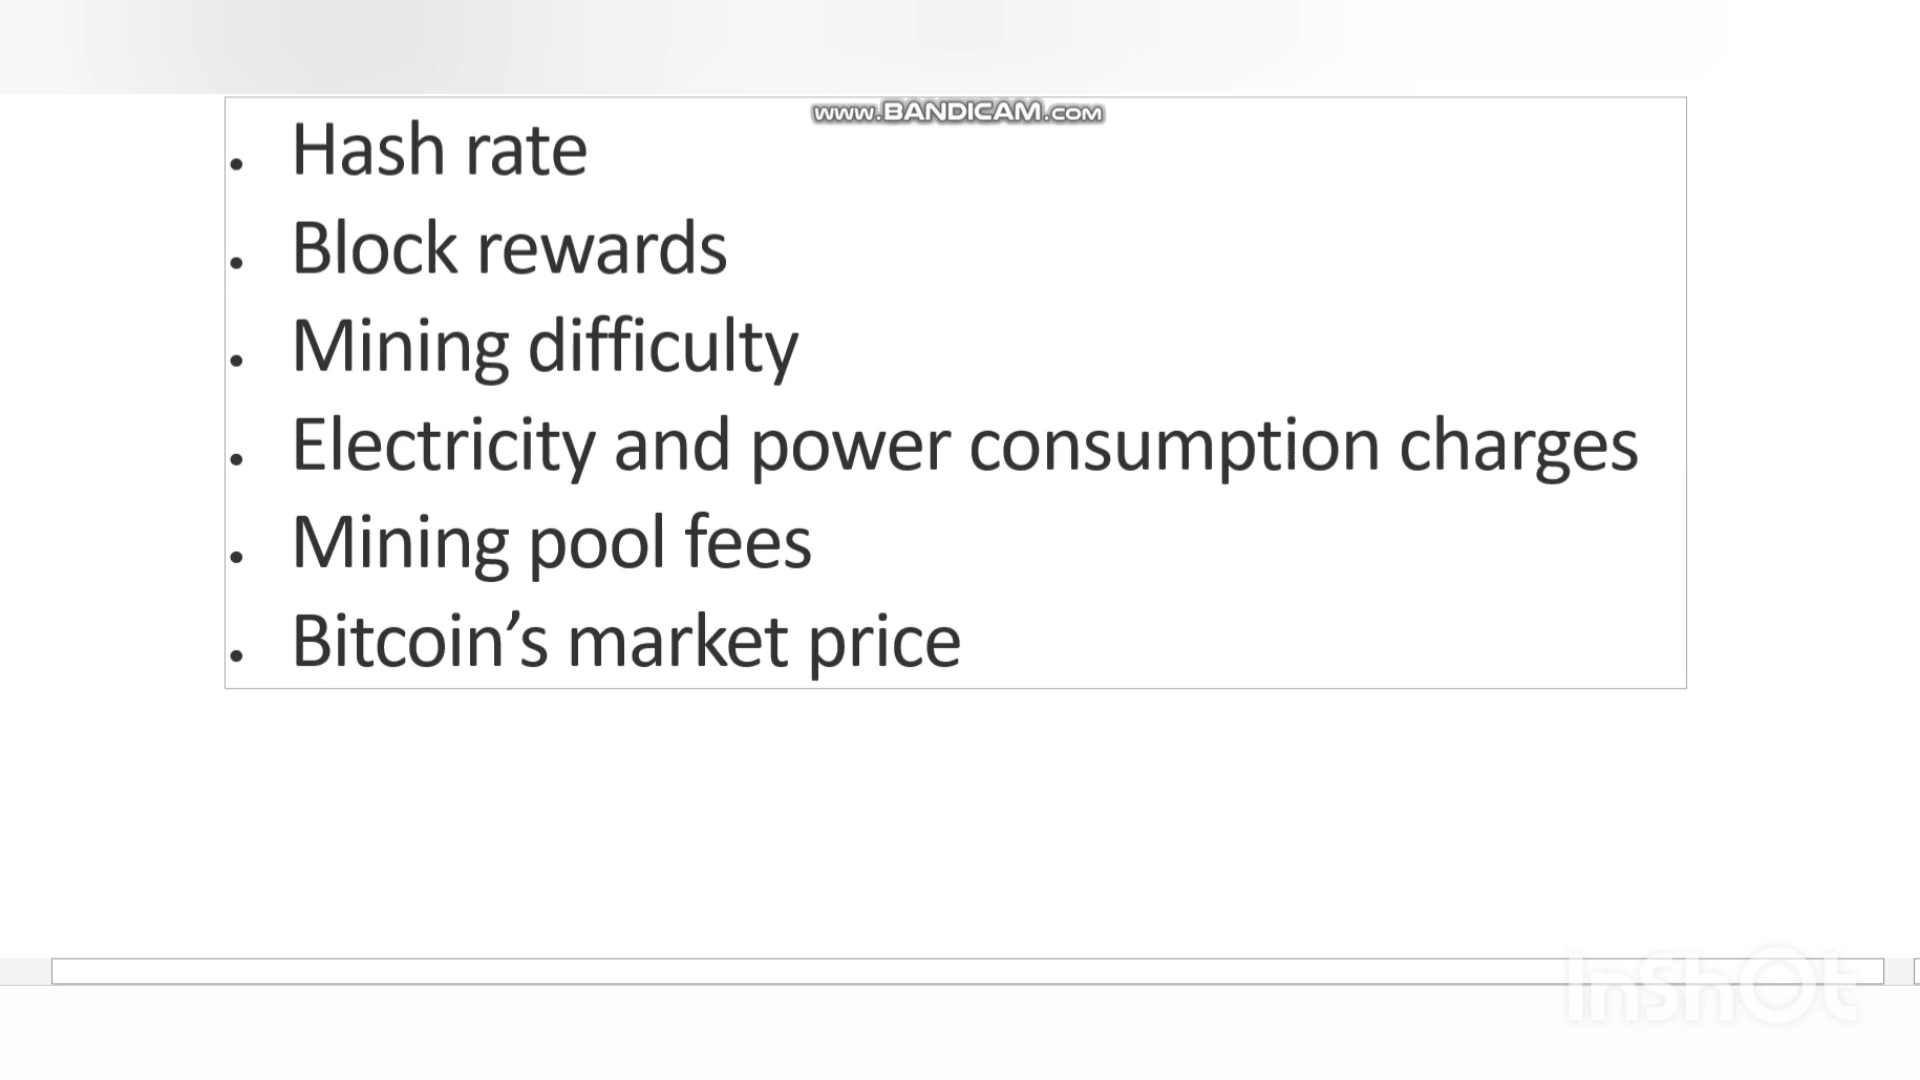 www.BANDICAM.com
• Hash rate
• Block rewards
• Mining difficulty
• Electricity and power consumption charges
• Mining pool fees
• Bitcoin’s market price
InShOt